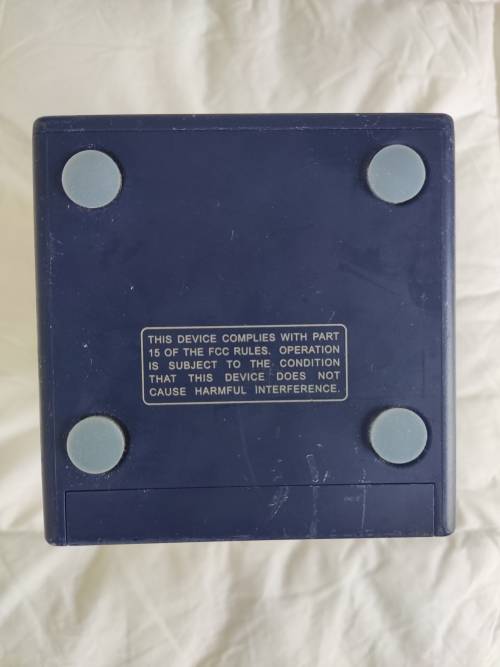 THIS DEVICE COMPLIES WITH PART
15 OF THE FCC RULES. OPERATION
IS SUBJECT TO THE CONDITION
THAT THIS DEVICE DOES NOT
CAUSE HARMFUL INTERFERENCE.